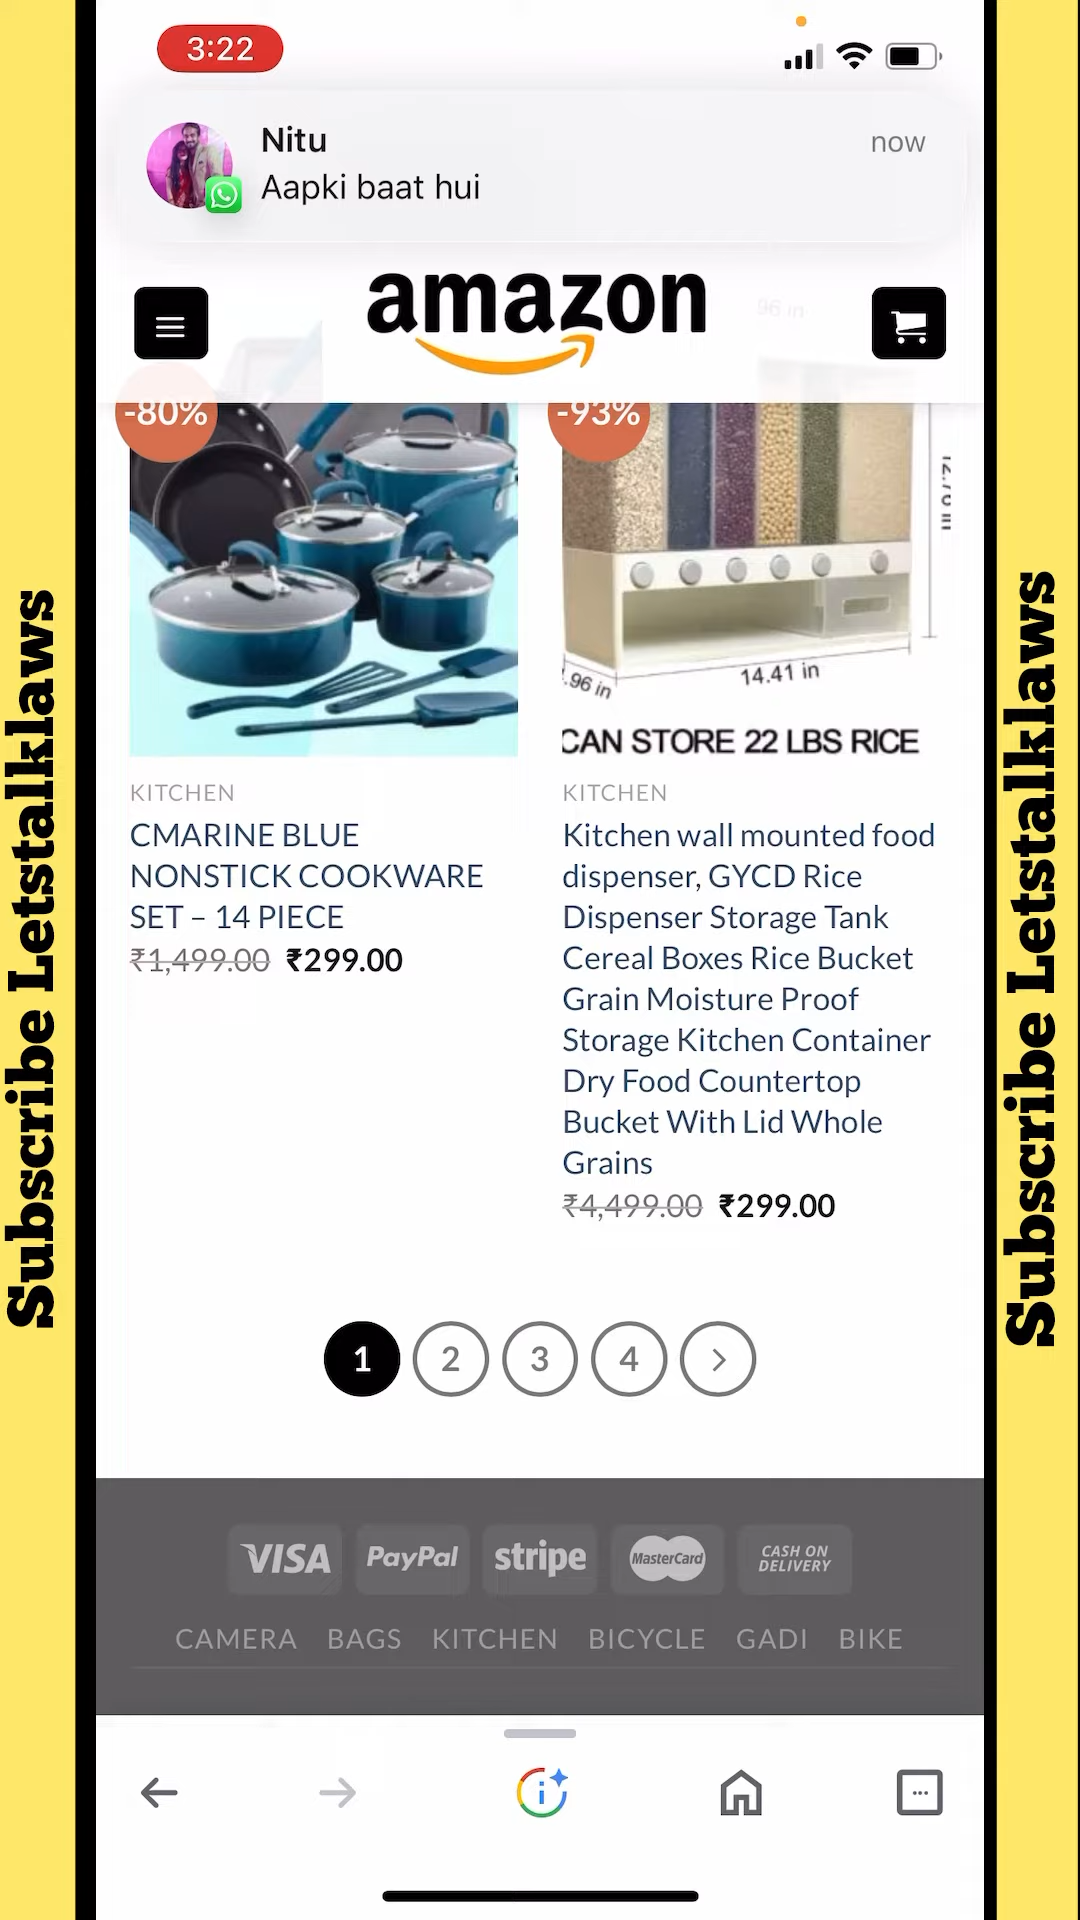 3:22
Nitu
now
Aapki baat hui
amazon
96 in
-80%
-93%
14.41 in
.96 in
CAN STORE 22 LBS RICE
KITCHEN
CMARINE BLUE
NONSTICK COOKWARE
SET – 14 PIECE
₹1,499.00 ₹299.00
KITCHEN
Kitchen wall mounted food
dispenser, GYCD Rice
Dispenser Storage Tank
Cereal Boxes Rice Bucket
Grain Moisture Proof
Storage Kitchen Container
Dry Food Countertop
Bucket With Lid Whole
Grains
₹4,499.00 ₹299.00
1 2 3 4
VISA PayPal stripe MasterCard CASH ON
DELIVERY
CAMERA BAGS KITCHEN BICYCLE GADI BIKE
Subscribe Letstalklaws
Subscribe Letstalklaws